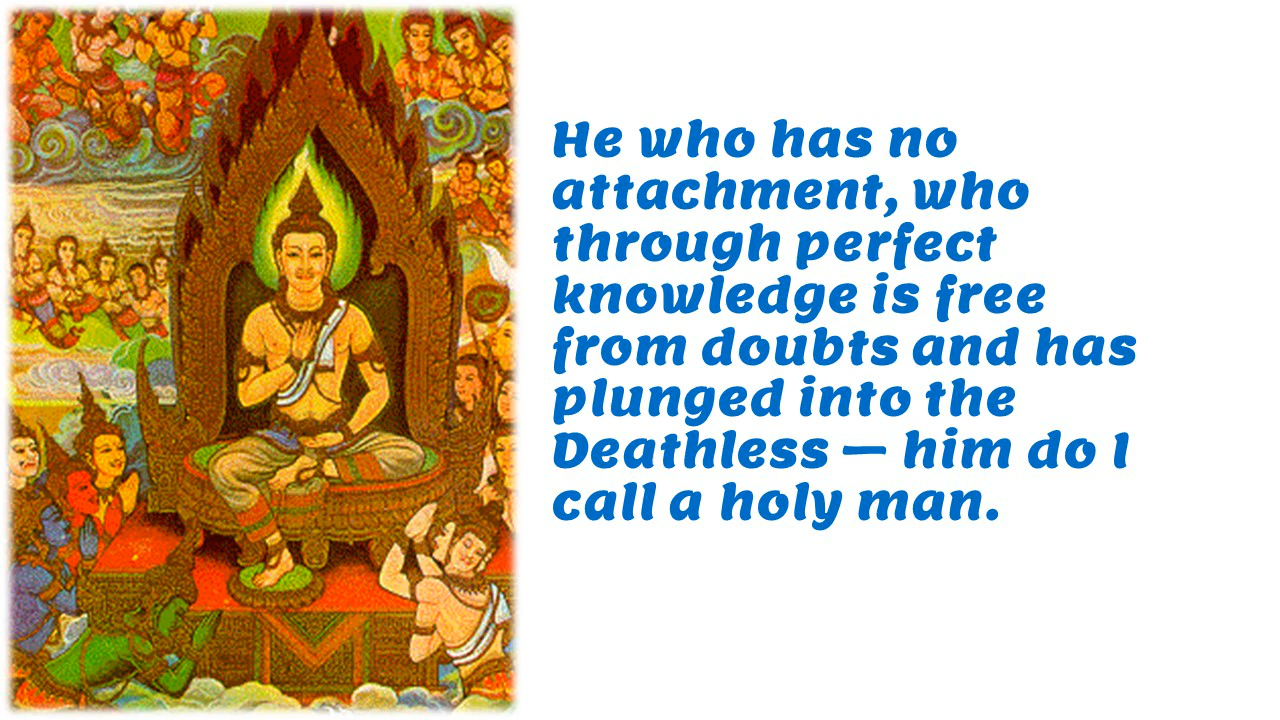 He who has no
attachment, who
through perfect
knowledge is free
from doubts and has
plunged into the
Deathless — him do I
call a holy man.